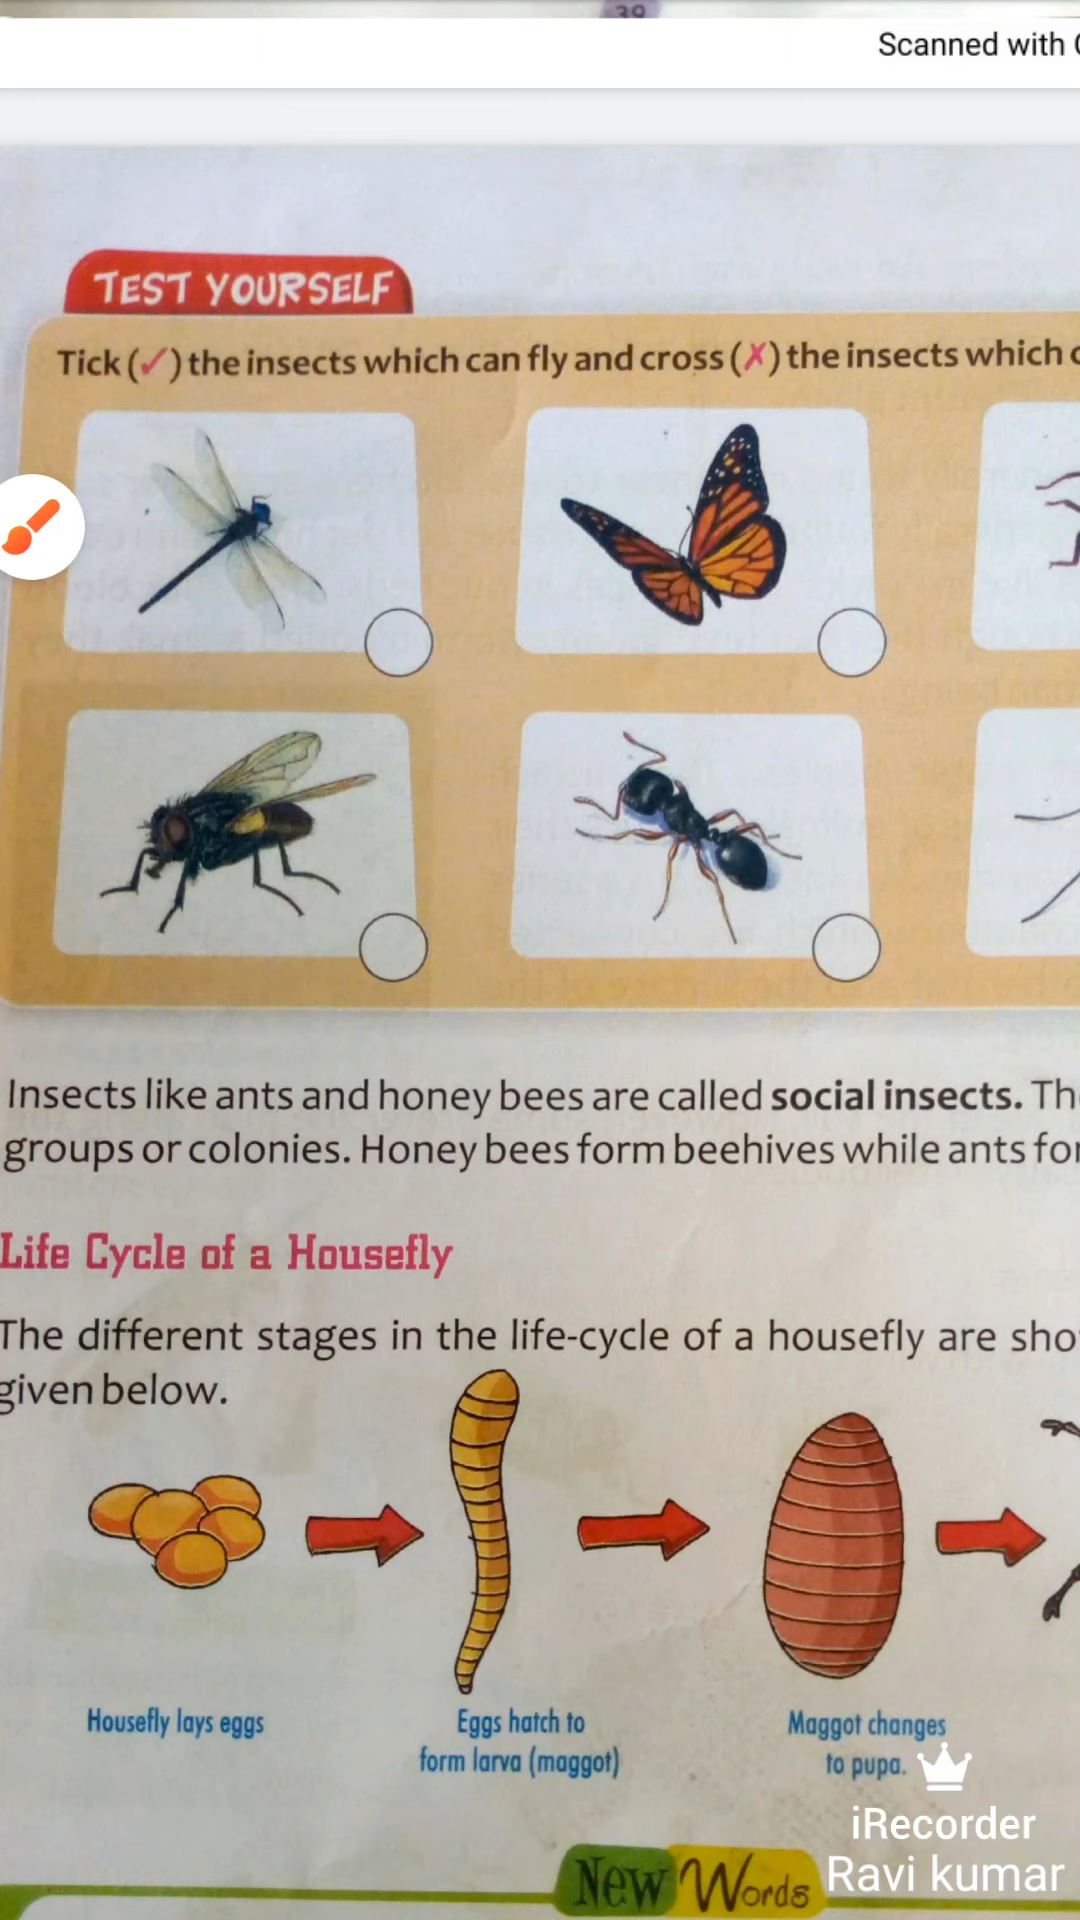 39
Scanned with
TEST YOURSELF
Tick (✓) the insects which can fly and cross (✗) the insects which
Insects like ants and honey bees are called social insects.
groups or colonies. Honey bees form beehives while ants
Life Cycle of a Housefly
The different stages in the life-cycle of a housefly are
given below.
Housefly lays eggs
Eggs hatch to
form larva (maggot)
Maggot changes
to pupa.
iRecorder
Ravi kumar
New Words